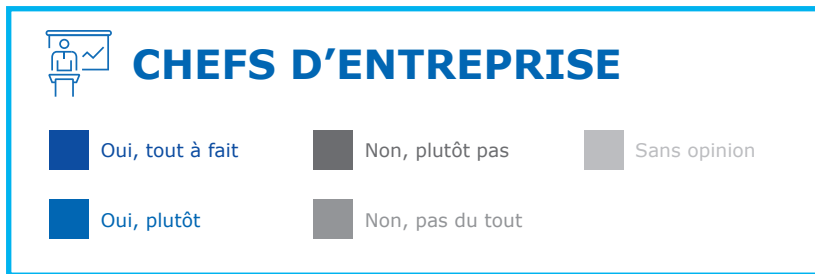 CHEFS D’ENTREPRISE
Oui, tout à fait
Non, plutôt pas
Sans opinion
Oui, plutôt
Non, pas du tout